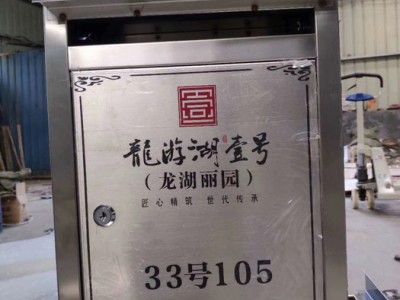 壹
龍游湖壹号
(龙湖丽园)
匠心精筑 世代传承
33号105